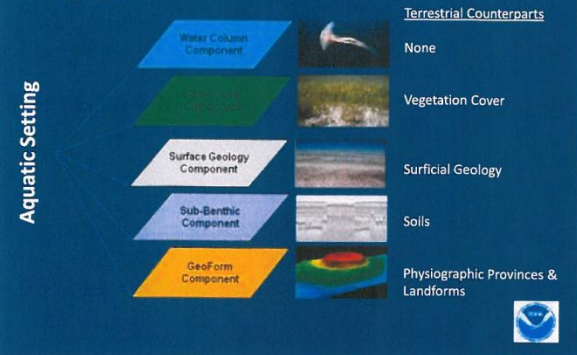 Terrestrial Counterparts
Water Column
Component
None
Component
Vegetation Cover
Aquatic Setting
Surface Geology
Component
Surficial Geology
Sub-Benthic
Component
Soils
GeoForm
Component
Physiographic Provinces &
Landforms